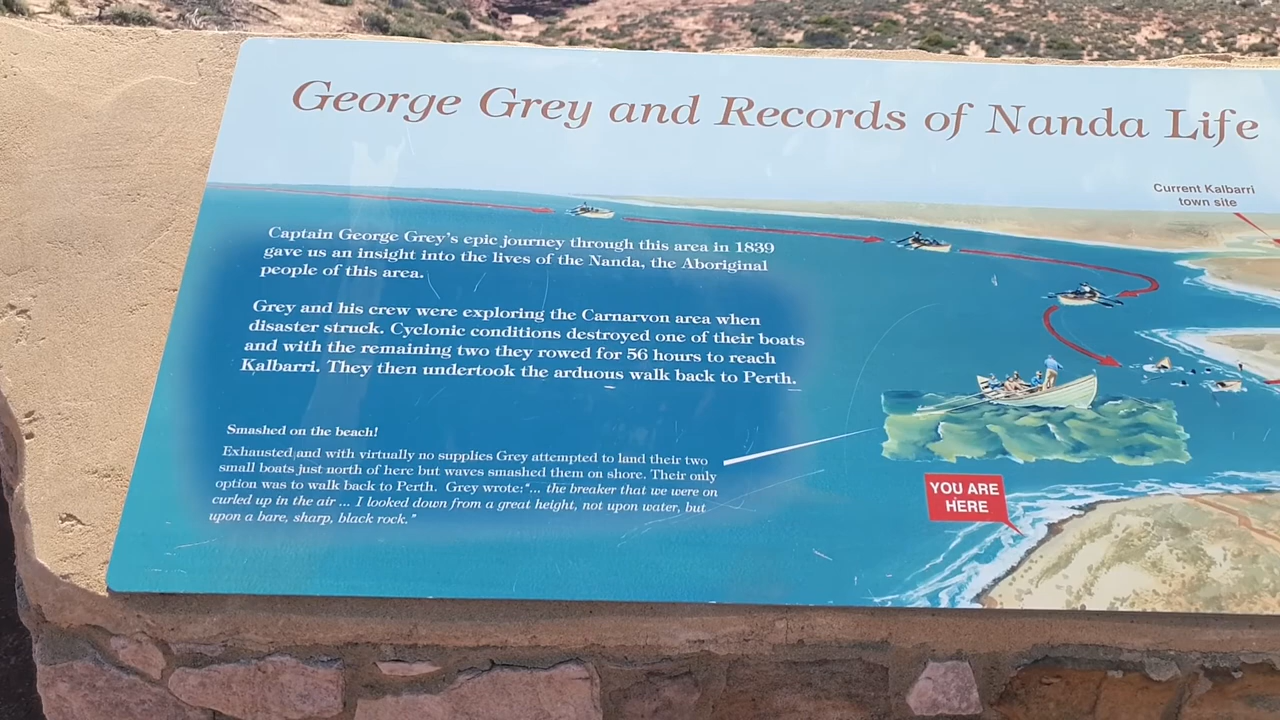 George Grey and Records of Nanda Life
Current Kalbarri
town site
Captain George Grey's epic journey through this area in 1839
gave us an insight into the lives of the Nanda, the Aboriginal
people of this area.
Grey and his crew were exploring the Carnarvon area when
disaster struck. Cyclonic conditions destroyed one of their boats
and with the remaining two they rowed for 56 hours to reach
Kalbarri. They then undertook the arduous walk back to Perth.
Smashed on the beach!
Exhausted and with virtually no supplies Grey attempted to land their two
small boats just north of here but waves smashed them on shore. Their only
option was to walk back to Perth. Grey wrote:"... the breaker that we were on
curled up in the air ... I looked down from a great height, not upon water, but
upon a bare, sharp, black rock."
YOU ARE
HERE